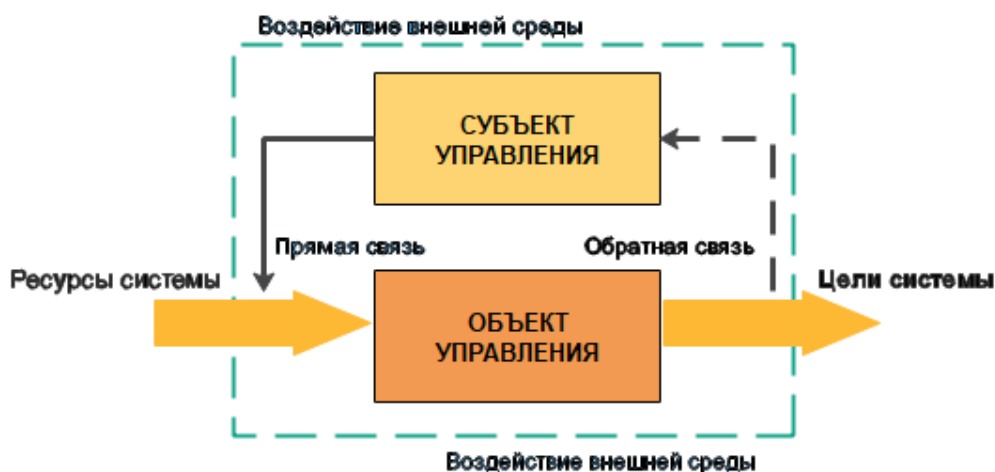 Воздействие внешней среды
СУБЪЕКТ
УПРАВЛЕНИЯ
Прямая связь
Обратная связь
Ресурсы системы
Цели системы
ОБЪЕКТ
УПРАВЛЕНИЯ
Воздействие внешней среды